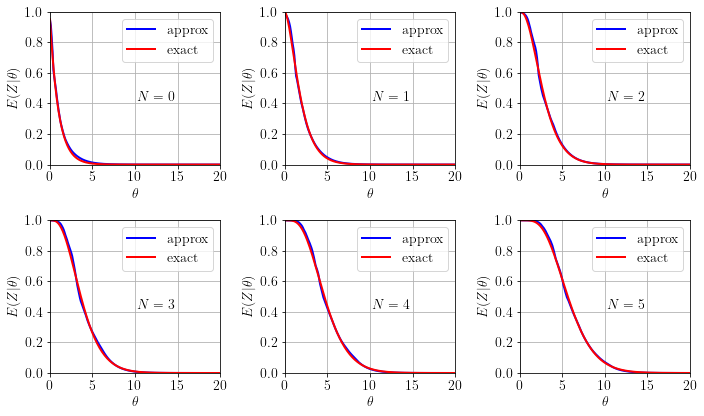 1.0
0.8
0.6
0.4
0.2
0.0
E(Z|θ)
approx
exact
N = 0
0 5 10 15 20
θ
1.0
0.8
0.6
0.4
0.2
0.0
E(Z|θ)
approx
exact
N = 1
0 5 10 15 20
θ
1.0
0.8
0.6
0.4
0.2
0.0
E(Z|θ)
approx
exact
N = 2
0 5 10 15 20
θ
1.0
0.8
0.6
0.4
0.2
0.0
E(Z|θ)
approx
exact
N = 3
0 5 10 15 20
θ
1.0
0.8
0.6
0.4
0.2
0.0
E(Z|θ)
approx
exact
N = 4
0 5 10 15 20
θ
1.0
0.8
0.6
0.4
0.2
0.0
E(Z|θ)
approx
exact
N = 5
0 5 10 15 20
θ